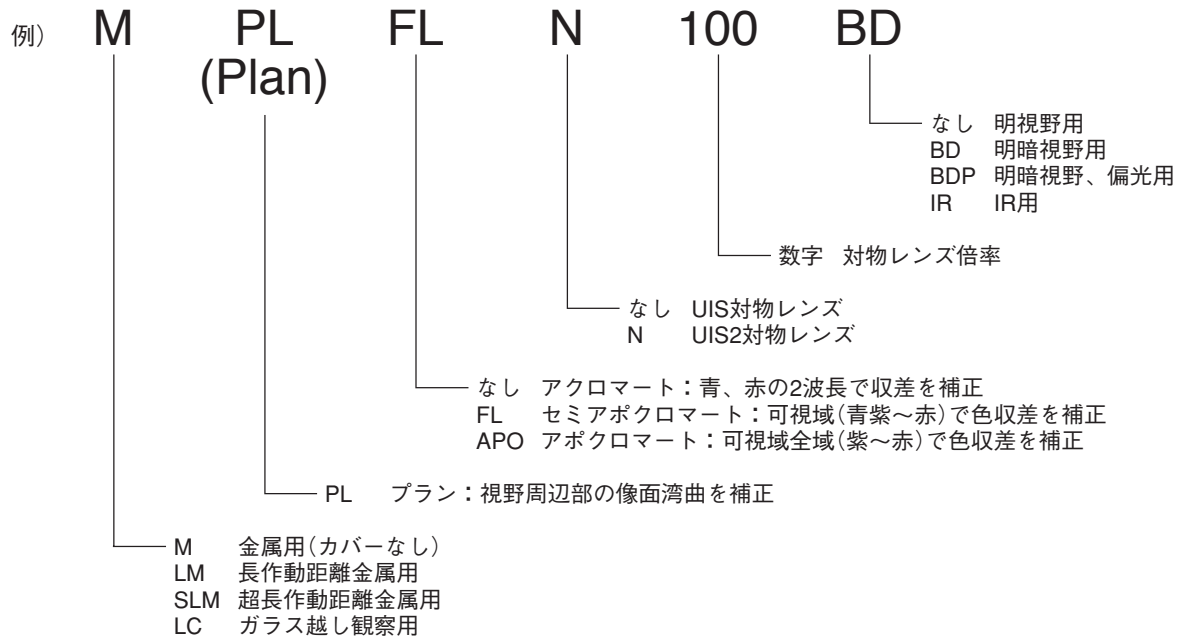 例） M PL FL N 100 BD
(Plan)
なし 明視野用
BD 明暗視野用
BDP 明暗視野、偏光用
IR IR用
数字 対物レンズ倍率
なし UIS対物レンズ
N UIS2対物レンズ
なし アクロマート：青、赤の2波長で収差を補正
FL セミアポクロマート：可視域(青紫～赤)で色収差を補正
APO アポクロマート：可視域全域(紫～赤)で色収差を補正
PL プラン：視野周辺部の像面湾曲を補正
M 金属用(カバーなし)
LM 長作動距離金属用
SLM 超長作動距離金属用
LC ガラス越し観察用